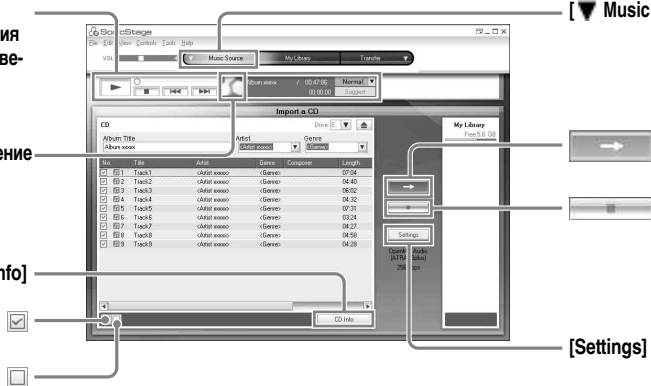 ия
ве-
ение
nfo]
[▼ Music
[Settings]
SonicStage
File Edit View Controls Tools Help
VOL
Music Source
My Library
Transfer
Album xxxxx / 00:47:06 Normal
00:00:00 Suggest
Import a CD
CD
Drive E:
Album Title Artist Genre
Album xxxxx <Artist xxxxx> <Genre>
No. Title Artist Genre Composer Length
1 Track1 <Artist xxxxx> <Genre> 07:04
2 Track2 <Artist xxxxx> <Genre> 04:40
3 Track3 <Artist xxxxx> <Genre> 06:02
4 Track4 <Artist xxxxx> <Genre> 04:32
5 Track5 <Artist xxxxx> <Genre> 07:31
6 Track6 <Artist xxxxx> <Genre> 03:24
7 Track7 <Artist xxxxx> <Genre> 04:27
8 Track8 <Artist xxxxx> <Genre> 04:58
9 Track9 <Artist xxxxx> <Genre> 04:28
CD Info
Settings
OpenMG Audio
(ATRAC3plus)
256kbps
My Library
Free 5.8 GB